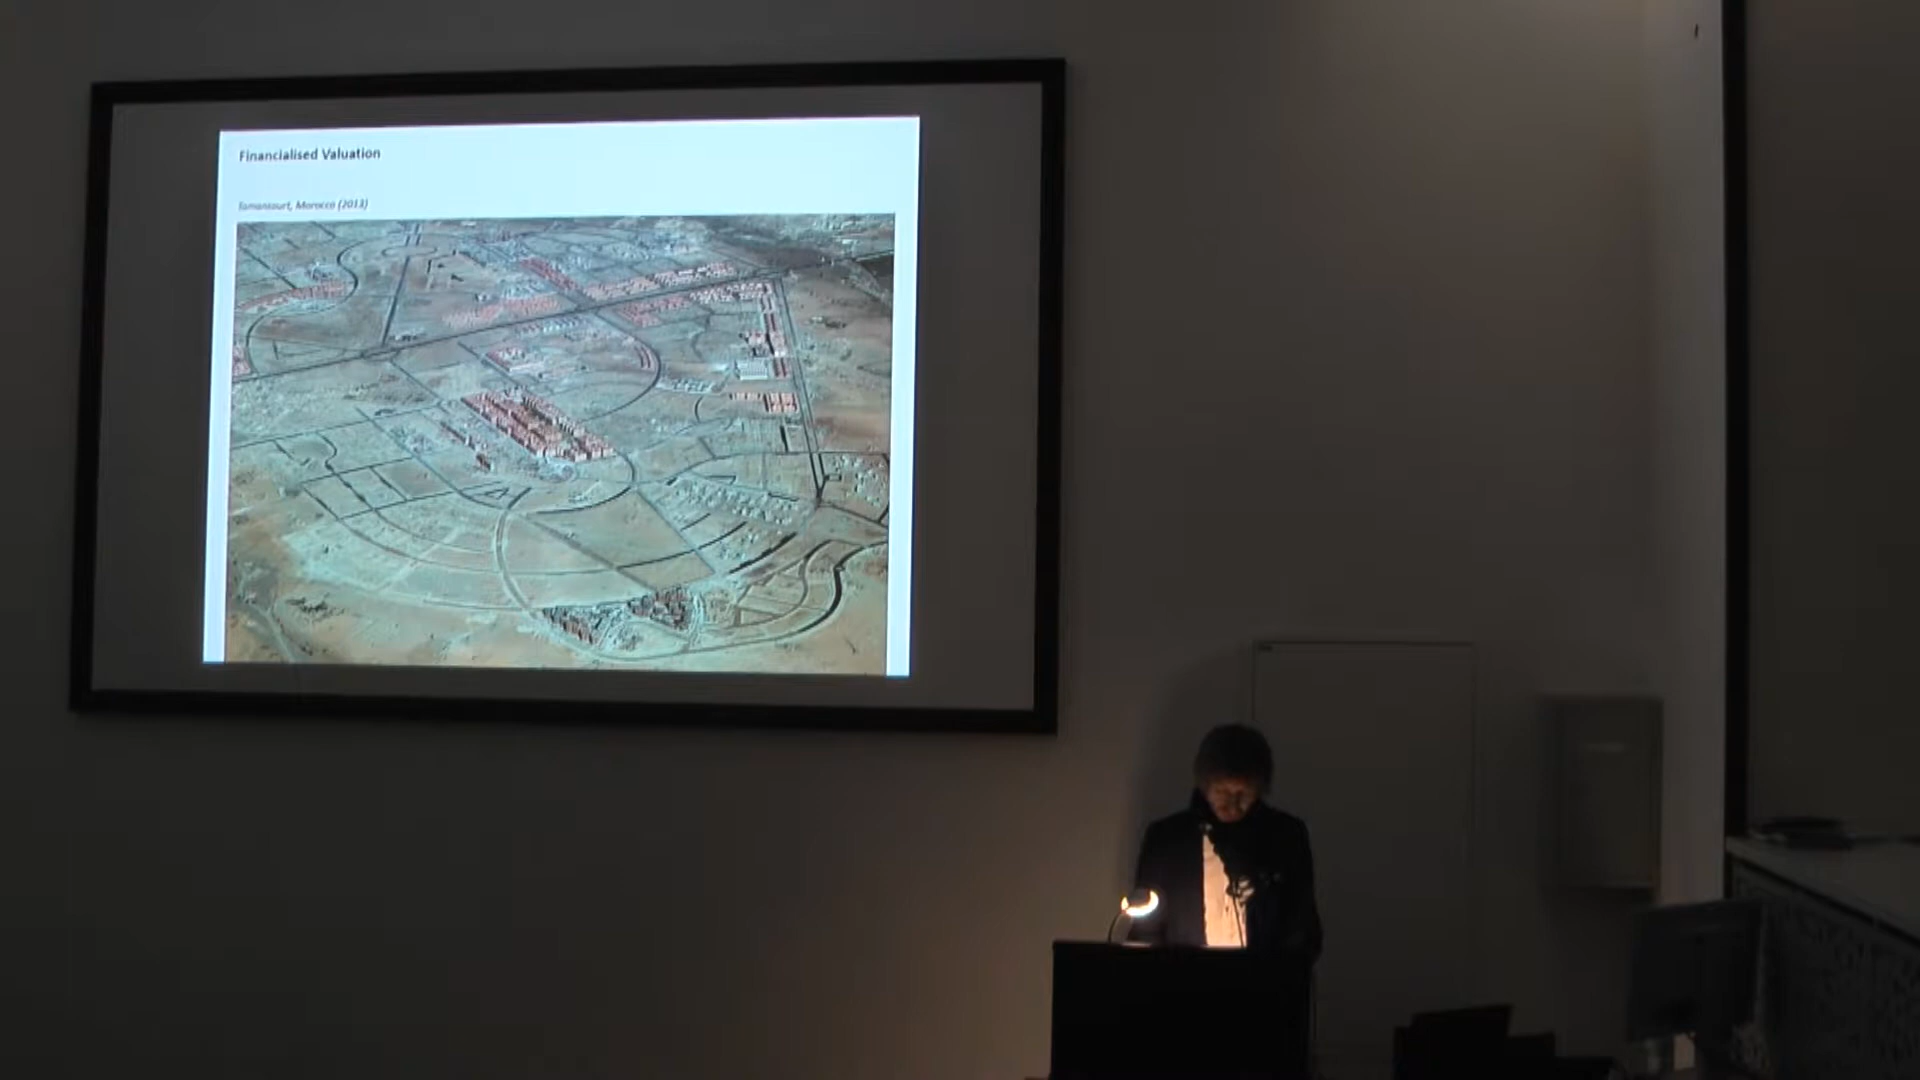 Financialised Valuation
Tamansourt, Morocco (2013)